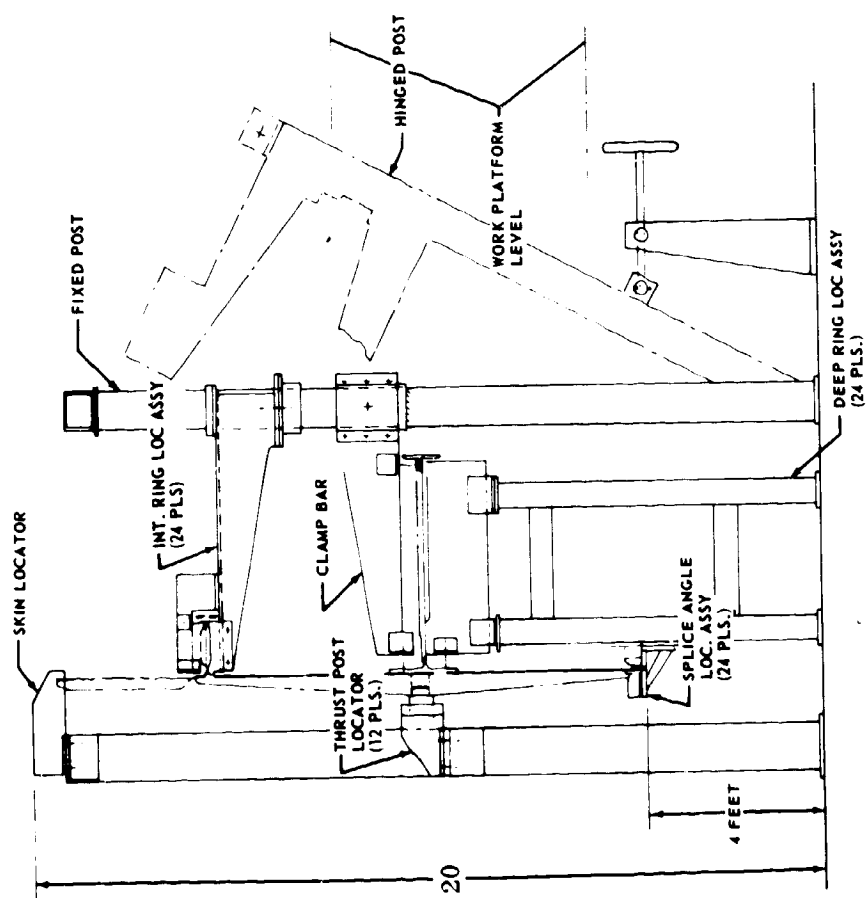 SKIN LOCATOR
FIXED POST
INT. RING LOC ASSY
(24 PLS)
CLAMP BAR
HINGED POST
WORK PLATFORM
LEVEL
THRUST POST
LOCATOR
(12 PLS.)
SPLICE ANGLE
LOC. ASSY
(24 PLS.)
DEEP RING LOC ASSY
(24 PLS.)
4 FEET
20